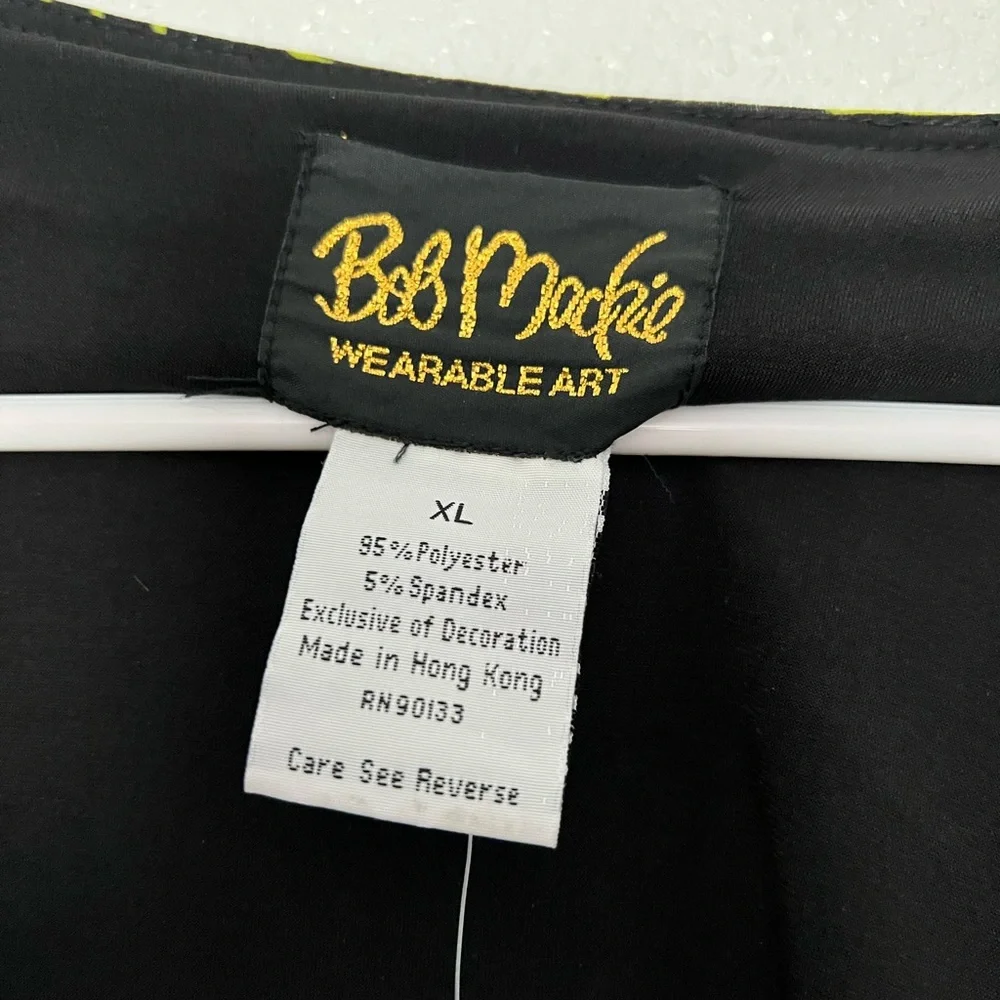 Bob Mackie
WEARABLE ART
XL
95% Polyester
5% Spandex
Exclusive of Decoration
Made in Hong Kong
RN90133
Care See Reverse